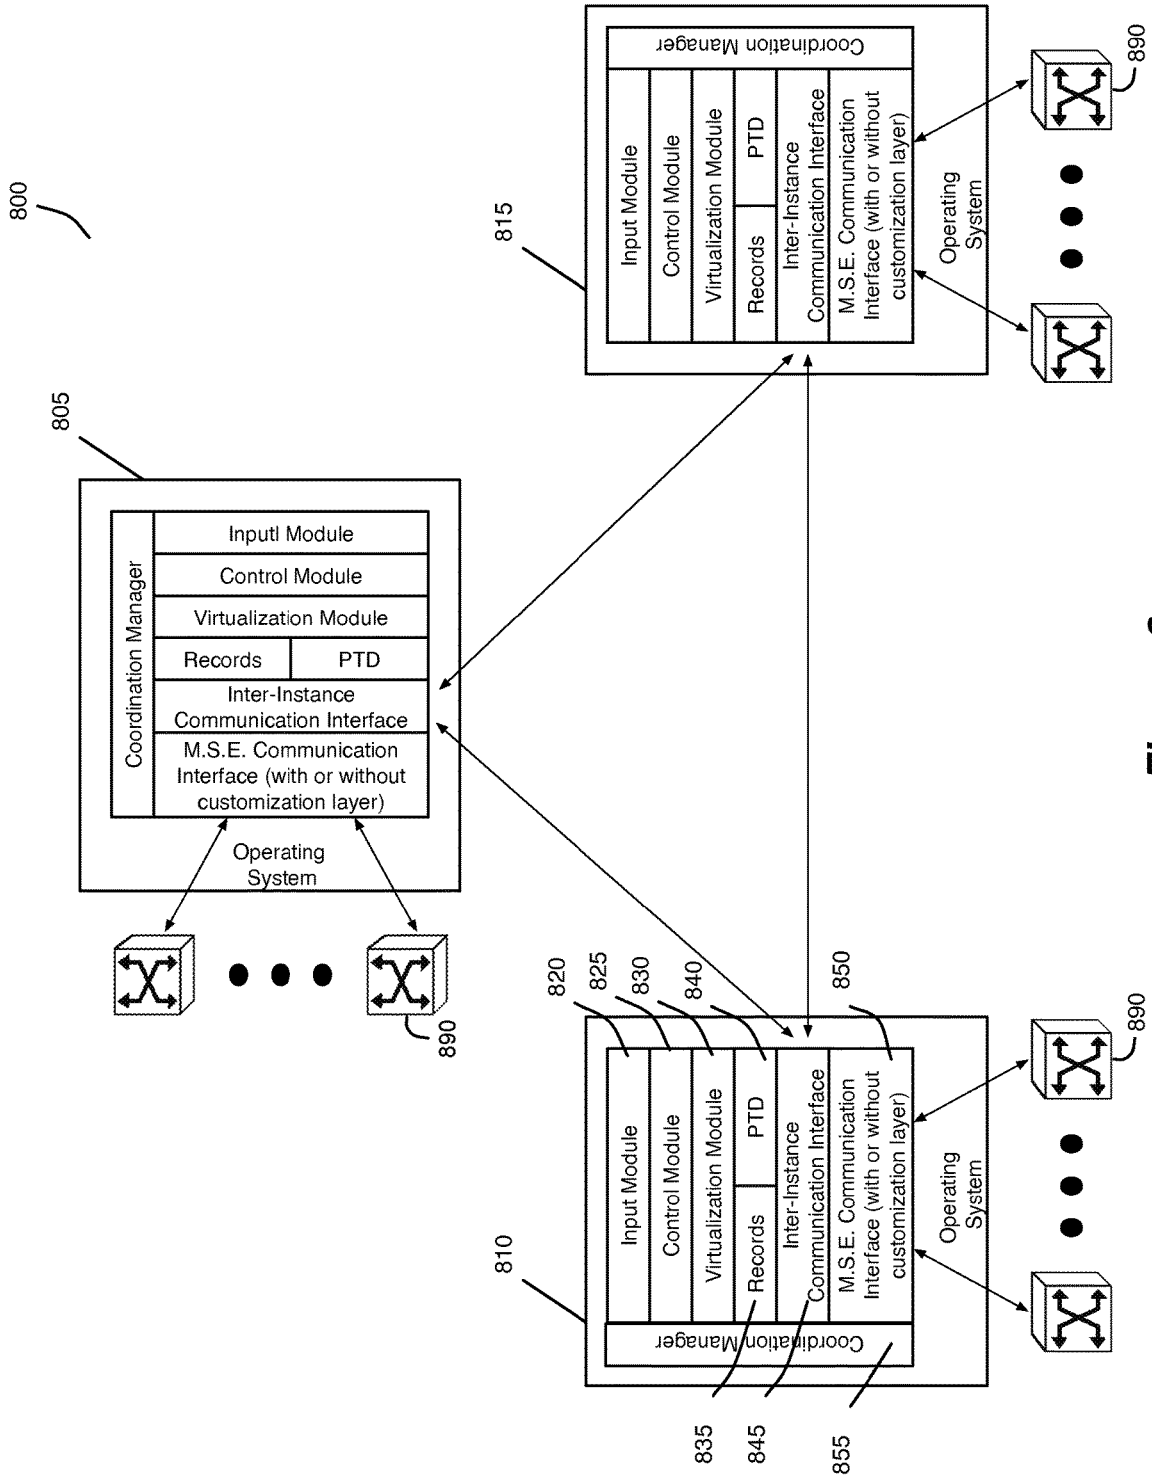 800
805
Coordination Manager
Inputl Module
Control Module
Virtualization Module
Records
PTD
Inter-Instance
Communication Interface
M.S.E. Communication
Interface (with or without
customization layer)
Operating
System
890
815
Coordination Manager
Input Module
Control Module
Virtualization Module
Records
PTD
Inter-Instance
Communication Interface
M.S.E. Communication
Interface (with or without
customization layer)
Operating
System
890
810
820
825
830
840
850
Input Module
Control Module
Virtualization Module
Records
PTD
Inter-Instance
Communication Interface
M.S.E. Communication
Interface (with or without
customization layer)
Coordination Manager
Operating
System
835
845
855
890